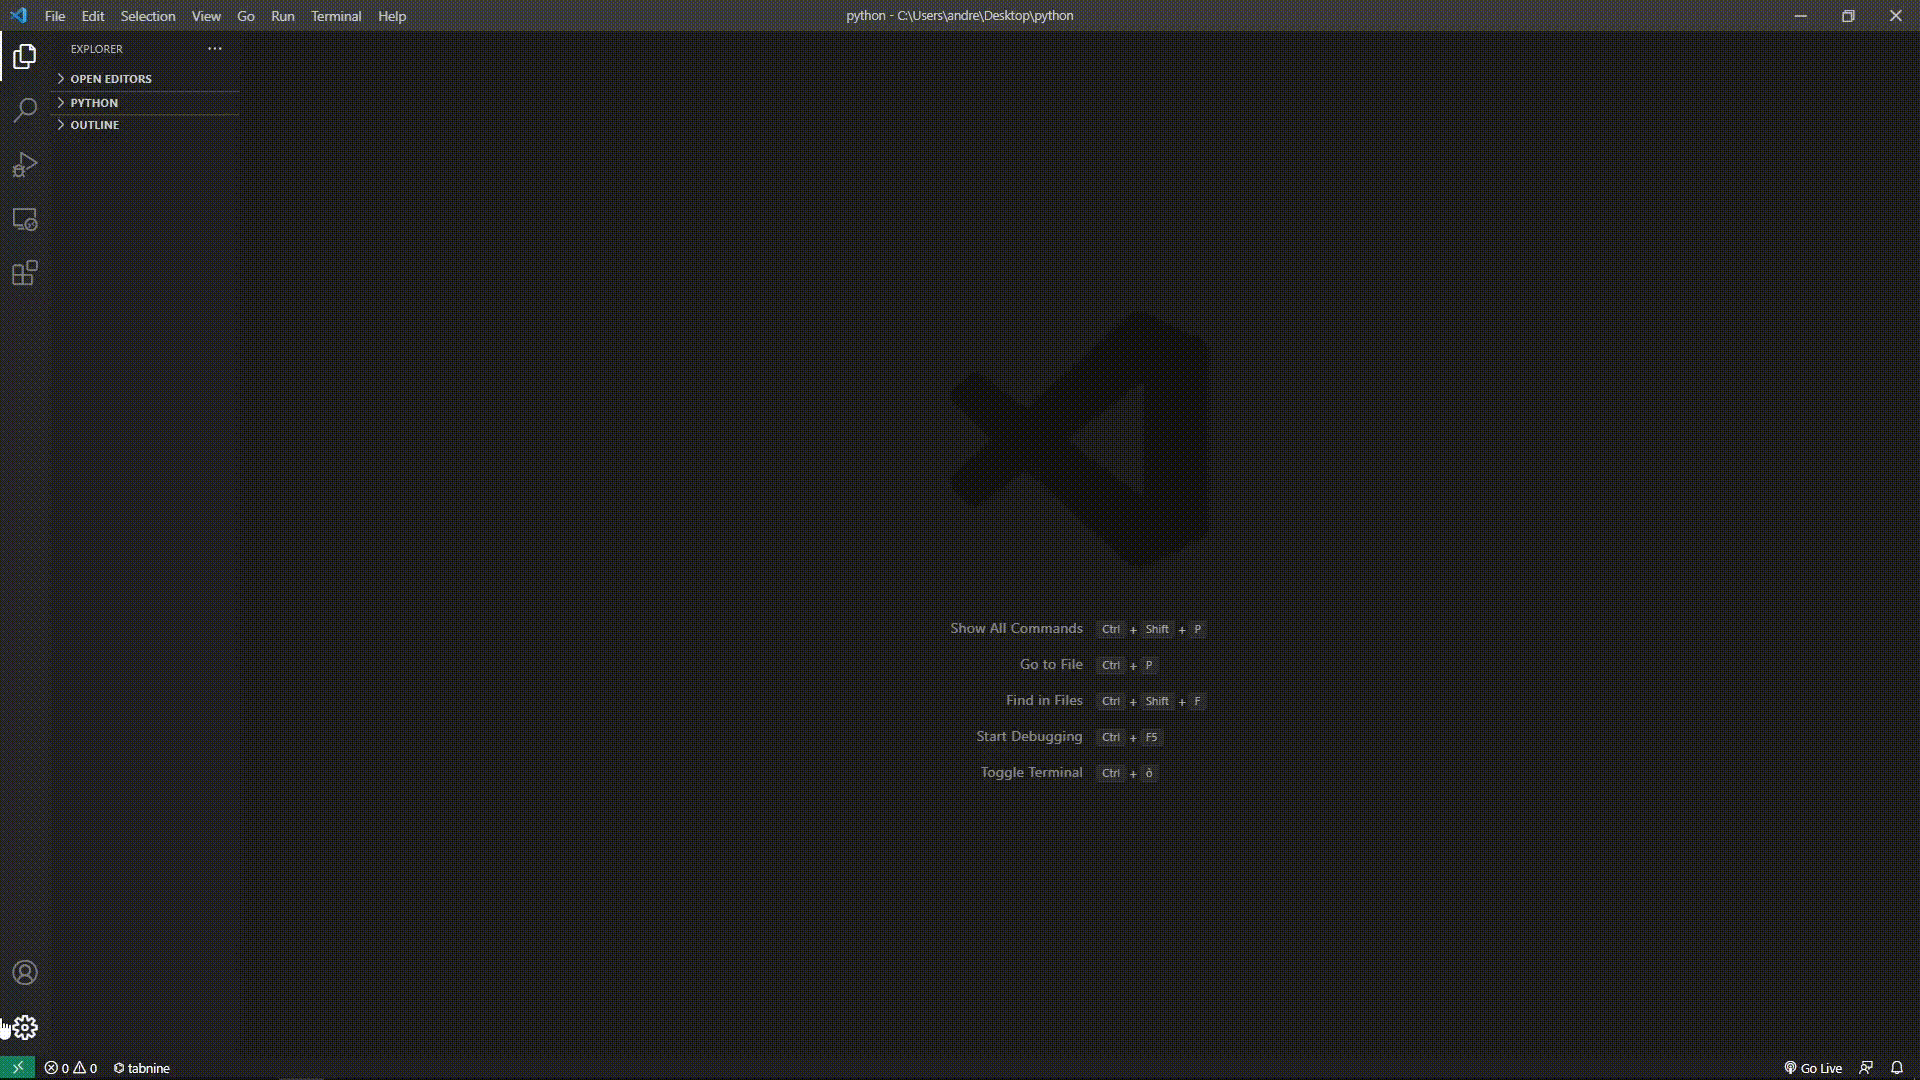 File Edit Selection View Go Run Terminal Help
python - C:\Users\andre\Desktop\python
EXPLORER
OPEN EDITORS
PYTHON
OUTLINE
Show All Commands Ctrl + Shift + P
Go to File Ctrl + P
Find in Files Ctrl + Shift + F
Start Debugging Ctrl + F5
Toggle Terminal Ctrl + ò
0 0 tabnine
Go Live